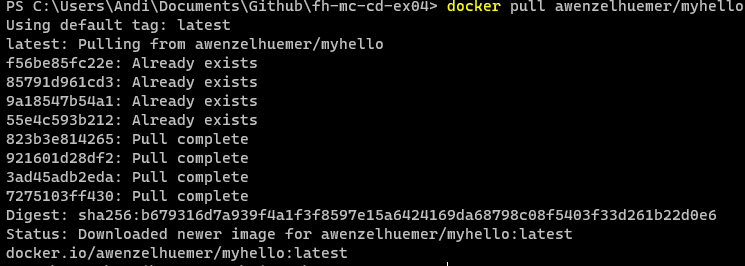 PS C:\Users\Andi\Documents\Github\fh-mc-cd-ex04> docker pull awenzelhuemer/myhello
Using default tag: latest
latest: Pulling from awenzelhuemer/myhello
f56be85fc22e: Already exists
85791d961cd3: Already exists
9a18547b54a1: Already exists
55e4c593b212: Already exists
823b3e814265: Pull complete
921601d28df2: Pull complete
3ad45adb2eda: Pull complete
7275103ff430: Pull complete
Digest: sha256:b679316d7a939f4a1f3f8597e15a6424169da68798c08f5403f33d261b22d0e6
Status: Downloaded newer image for awenzelhuemer/myhello:latest
docker.io/awenzelhuemer/myhello:latest